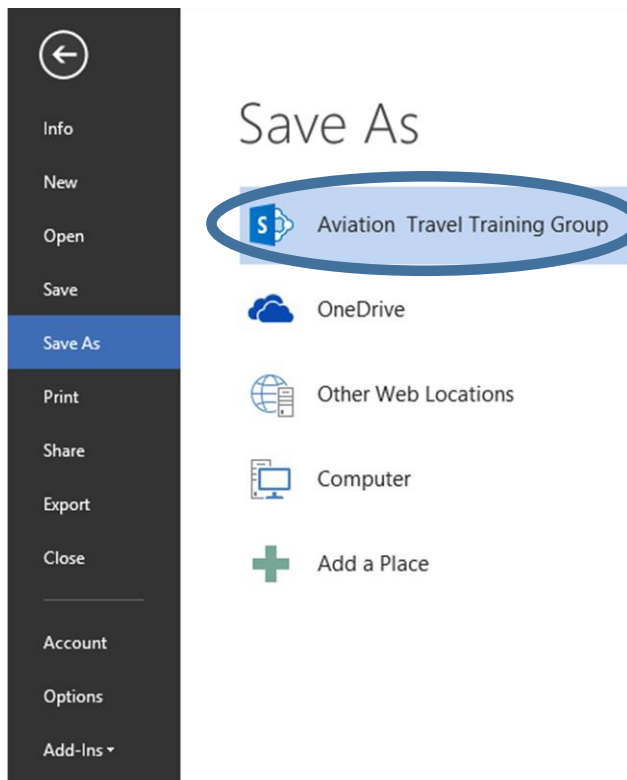 Info
New
Open
Save
Save As
Print
Share
Export
Close
Account
Options
Add-Ins
Save As
S
Aviation Travel Training Group
OneDrive
Other Web Locations
Computer
Add a Place